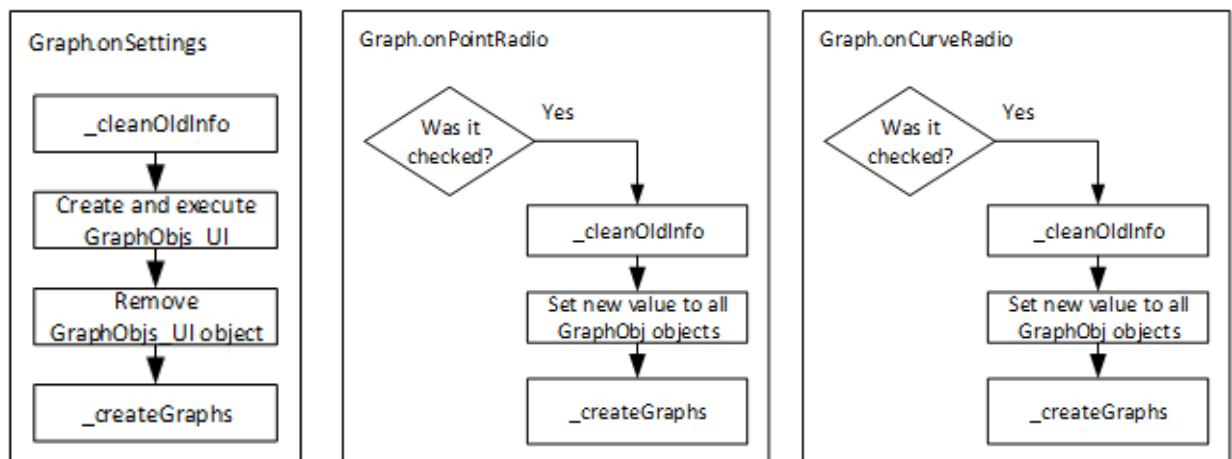 Graph.onSettings
_cleanOldInfo
Create and execute
GraphObjs_UI
Remove
GraphObjs_UI object
_createGraphs
Graph.onPointRadio
Yes
Was it
checked?
_cleanOldInfo
Set new value to all
GraphObj objects
_createGraphs
Graph.onCurveRadio
Yes
Was it
checked?
_cleanOldInfo
Set new value to all
GraphObj objects
_createGraphs